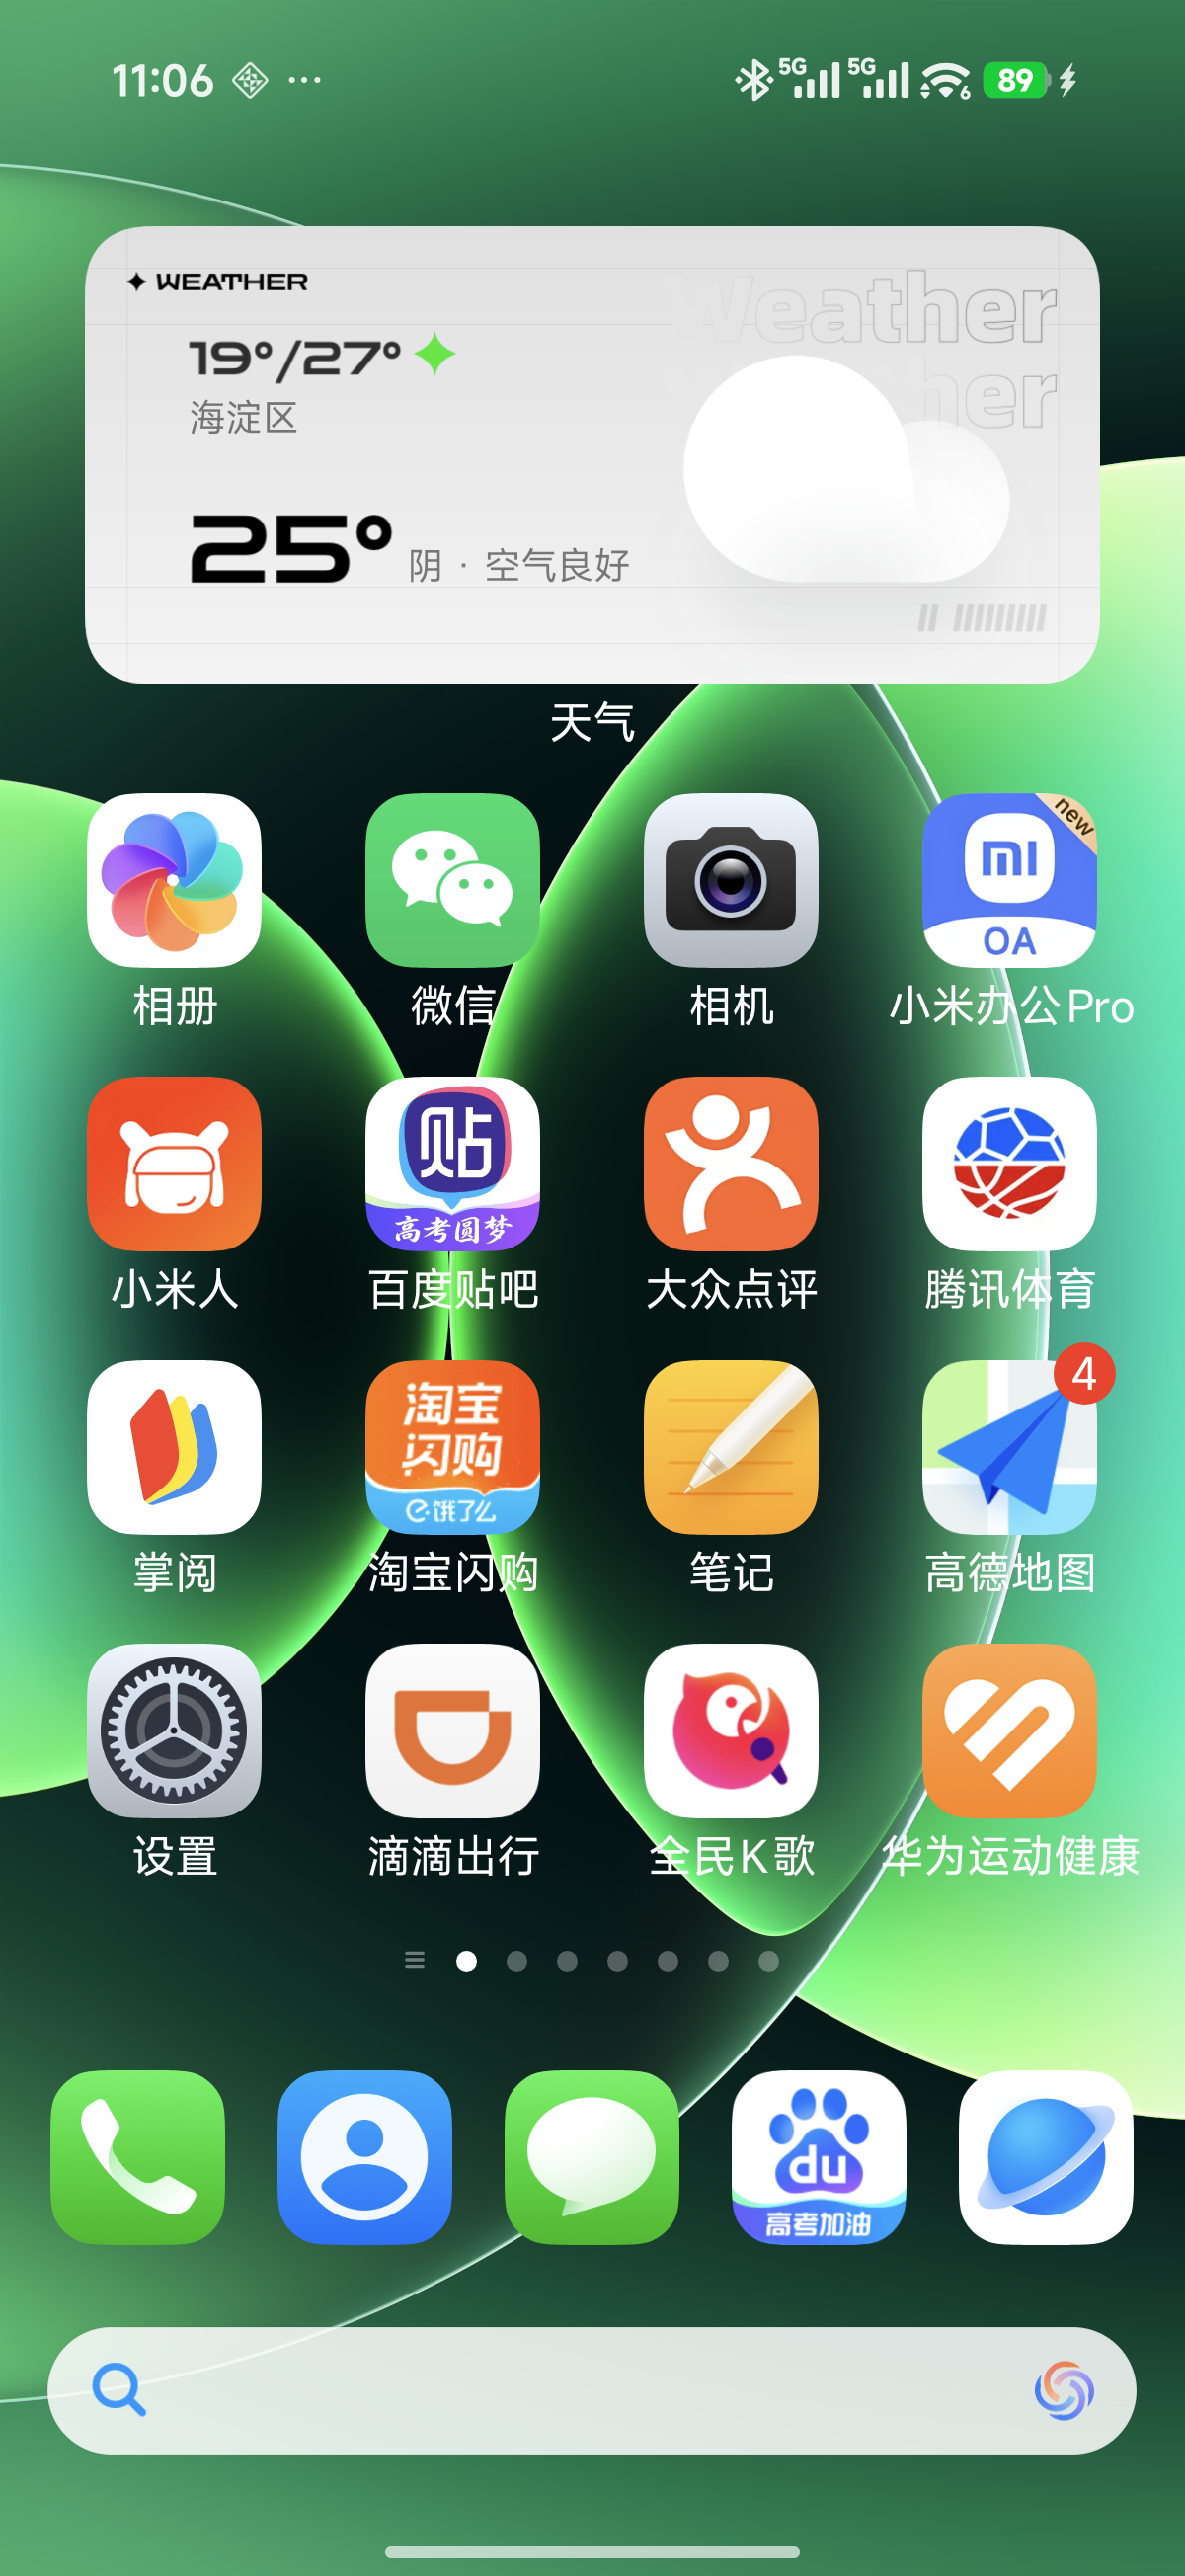 11:06
5G
5G
6
89
WEATHER
Weather
19°/27°
海淀区
her
25°
阴 · 空气良好
天气
new
mi
OA
相册
微信
相机
小米办公Pro
贴
高考圆梦
小米人
百度贴吧
大众点评
腾讯体育
4
淘宝
闪购
饿了么
掌阅
淘宝闪购
笔记
高德地图
设置
滴滴出行
全民K歌
华为运动健康
du
高考加油